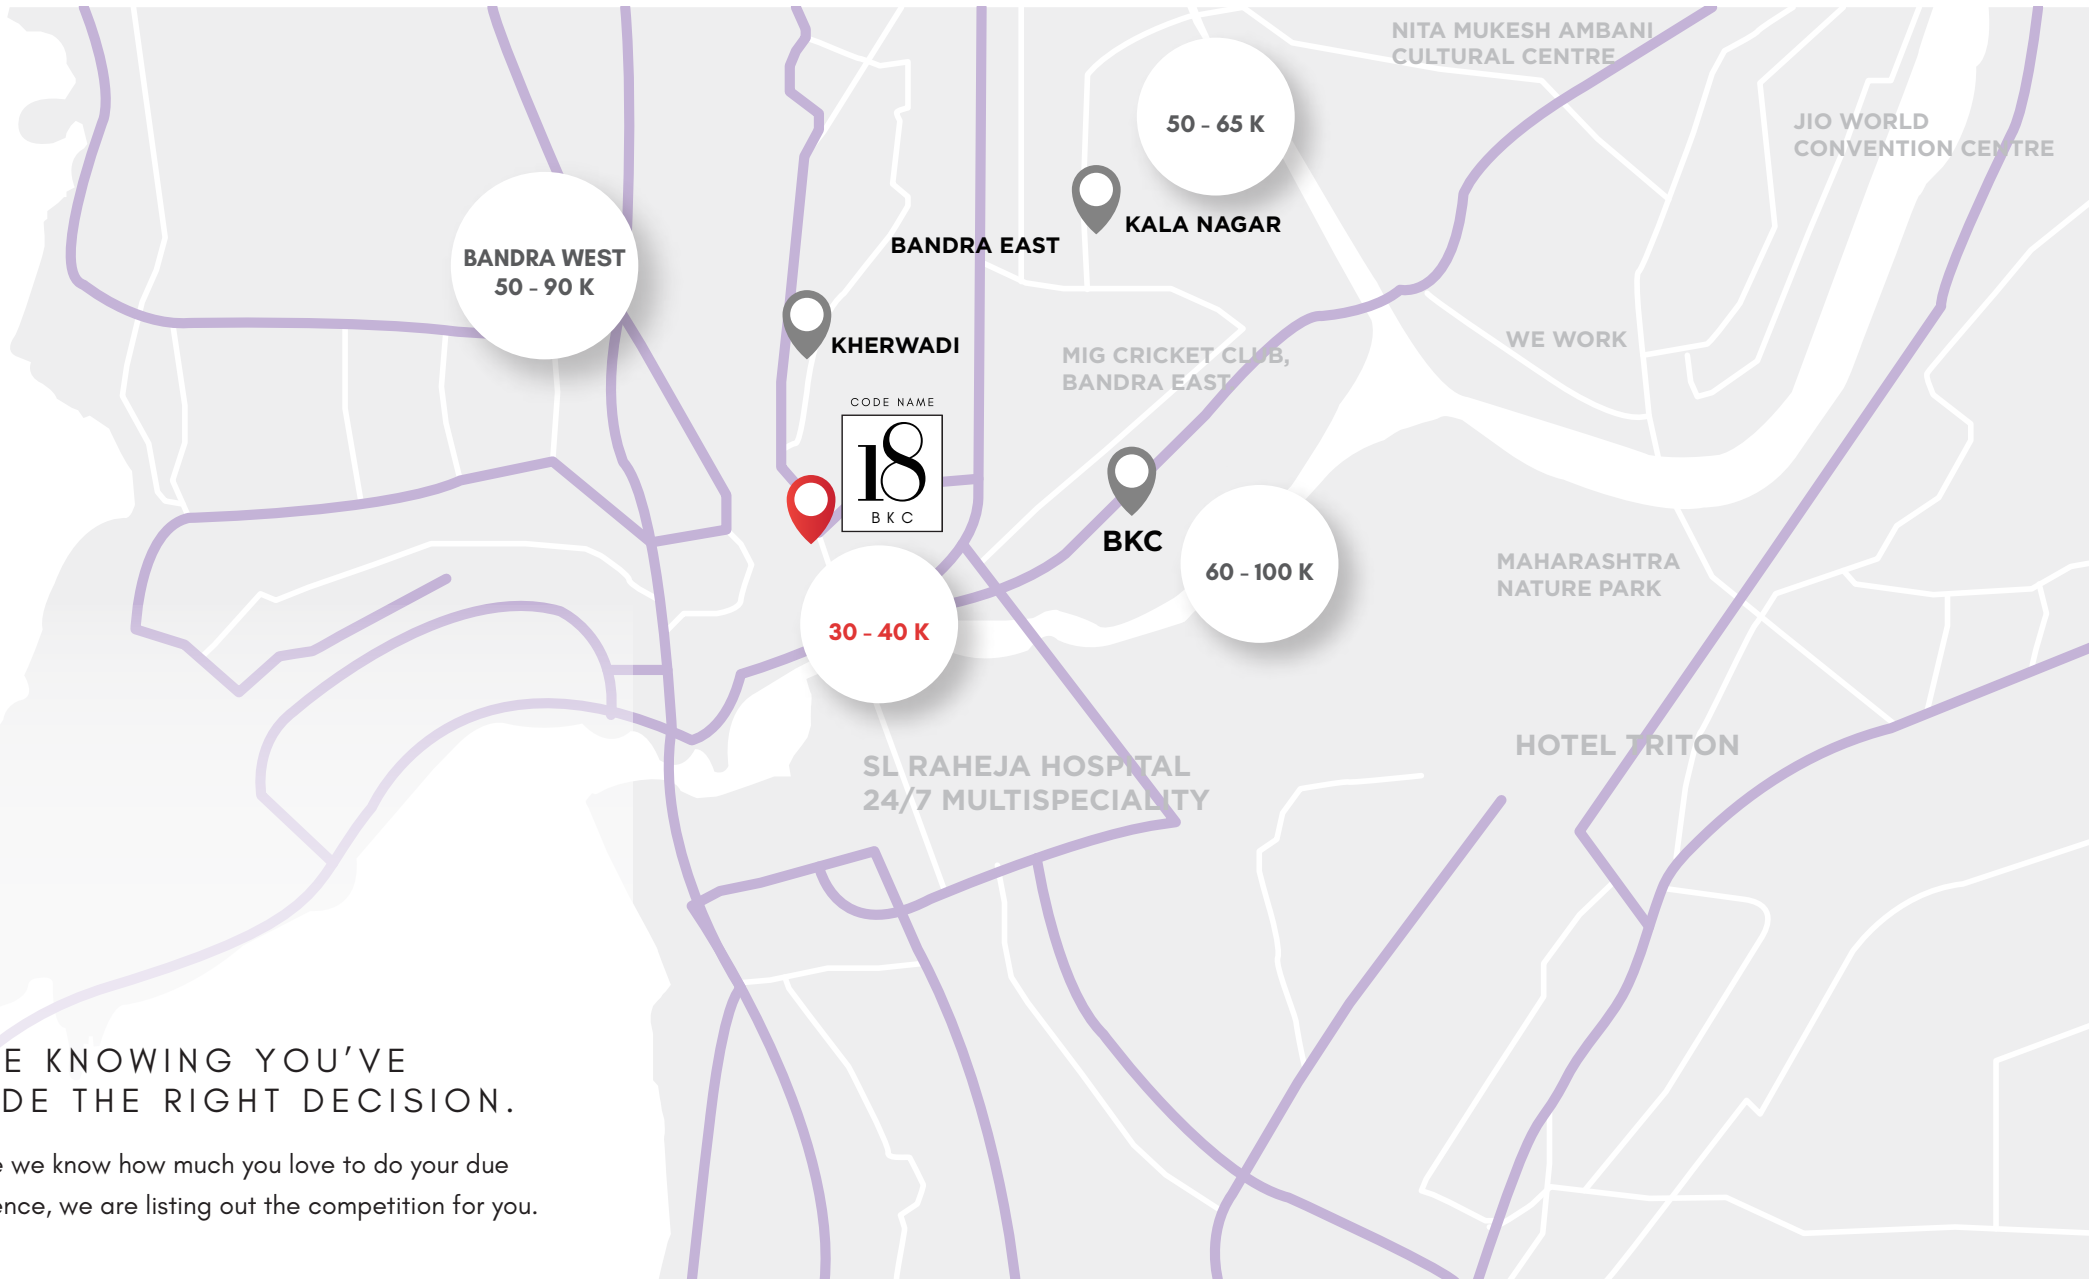 NITA MUKESH AMBANI
CULTURAL CENTRE
JIO WORLD
CONVENTION CENTRE
50 - 65 K
KALA NAGAR
BANDRA EAST
BANDRA WEST
50 - 90 K
KHERWADI
MIG CRICKET CLUB,
BANDRA EAST
WE WORK
CODE NAME
18
BKC
BKC
60 - 100 K
MAHARASHTRA
NATURE PARK
30 - 40 K
SL RAHEJA HOSPITAL
24/7 MULTISPECIALITY
HOTEL TRITON
E KNOWING YOU’VE
DE THE RIGHT DECISION.
e we know how much you love to do your due
ence, we are listing out the competition for you.